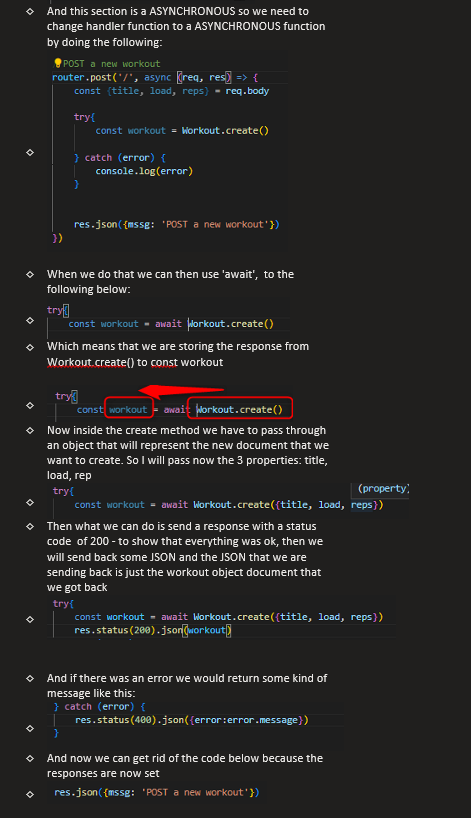 And this section is a ASYNCHRONOUS so we need to
change handler function to a ASYNCHRONOUS function
by doing the following:
POST a new workout
router.post('/', async (req, res) => {
const {title, load, reps} = req.body
try{
const workout = Workout.create()
} catch (error) {
console.log(error)
}
res.json({mssg: 'POST a new workout'})
})
When we do that we can then use 'await', to the
following below:
try{
const workout = await Workout.create()
Which means that we are storing the response from
Workout.create() to const workout
try{
const workout = await Workout.create()
Now inside the create method we have to pass through
an object that will represent the new document that we
want to create. So I will pass now the 3 properties: title,
load, rep
(property)
try{
const workout = await Workout.create({title, load, reps})
Then what we can do is send a response with a status
code of 200 - to show that everything was ok, then we
will send back some JSON and the JSON that we are
sending back is just the workout object document that
we got back
try{
const workout = await Workout.create({title, load, reps})
res.status(200).json(workout)
And if there was an error we would return some kind of
message like this:
} catch (error) {
res.status(400).json({error:error.message})
}
And now we can get rid of the code below because the
responses are now set
res.json({mssg: 'POST a new workout'})